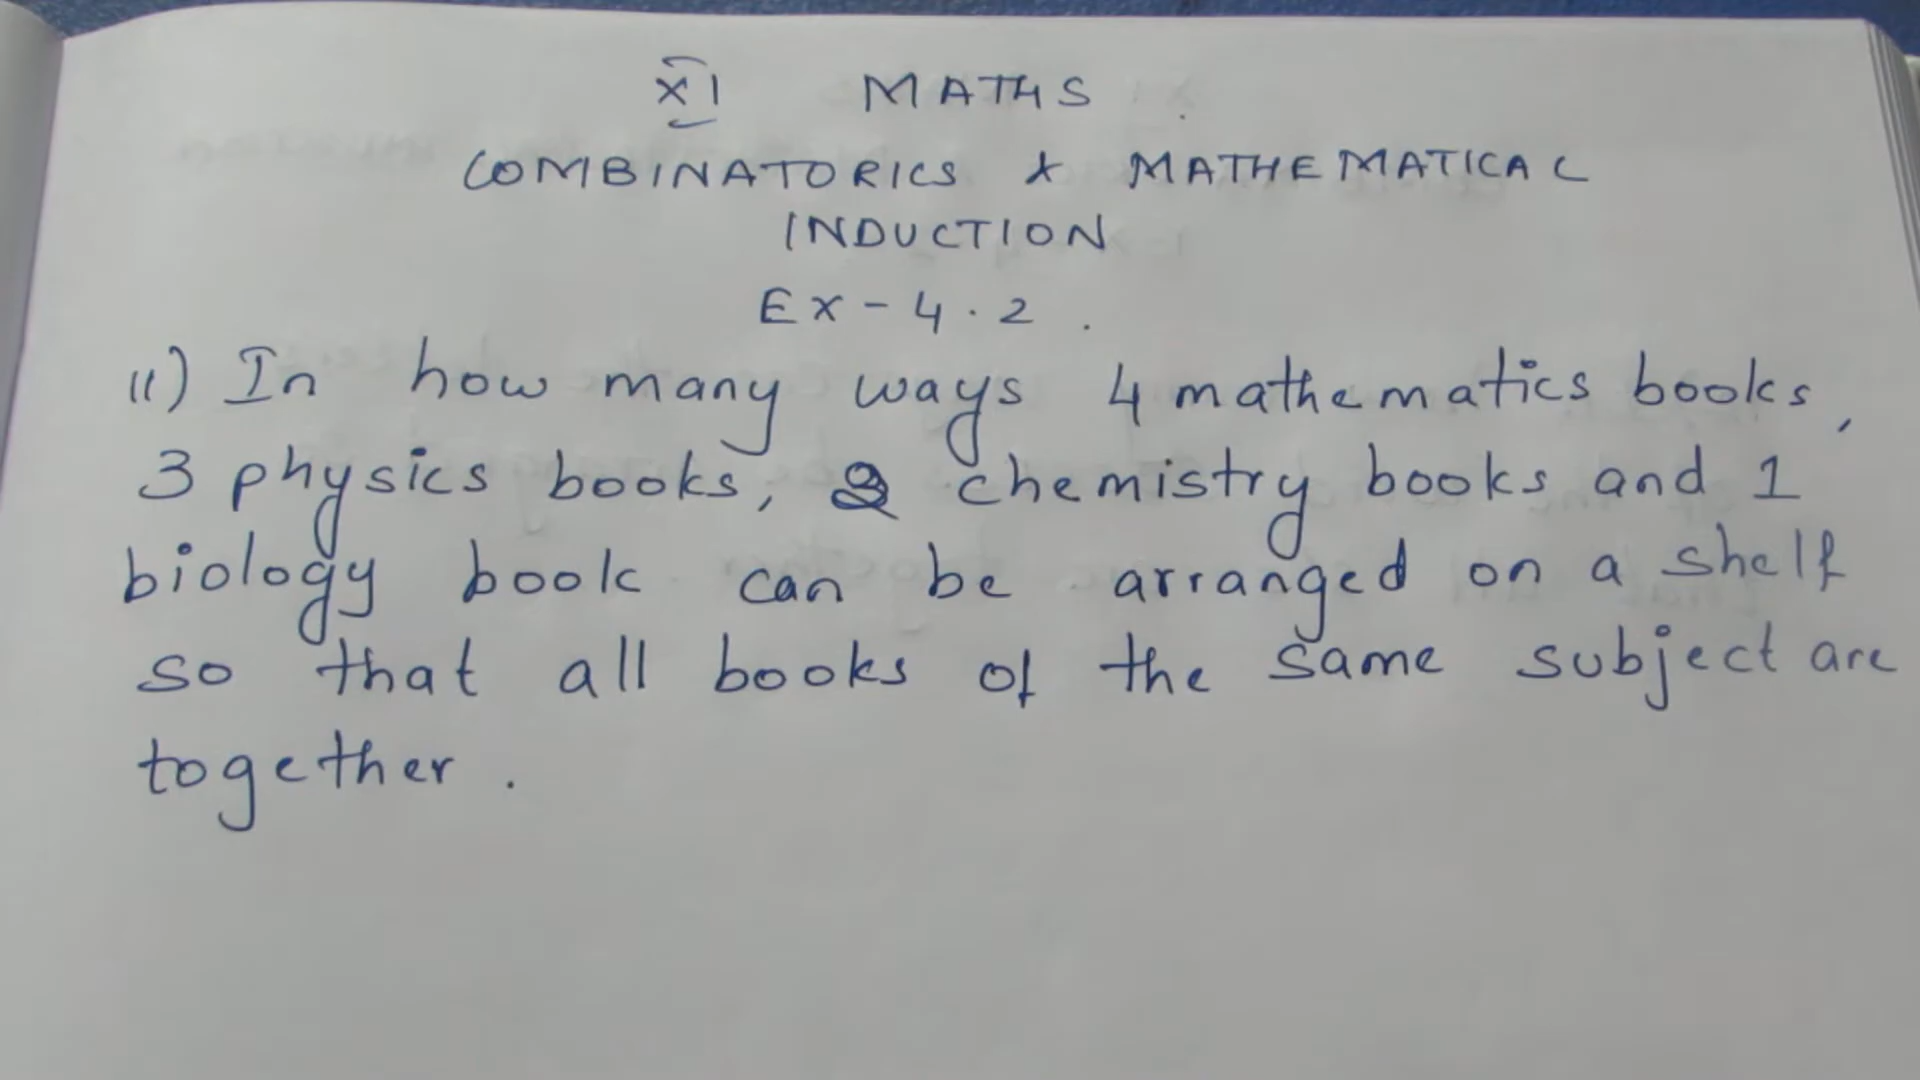 XI MATHS
COMBINATORICS & MATHEMATICAL
INDUCTION
Ex - 4.2.
11) In how many ways 4 mathematics books,
3 physics books, 2 chemistry books and 1
biology book can be arranged on a shelf
so that all books of the same subject are
together.